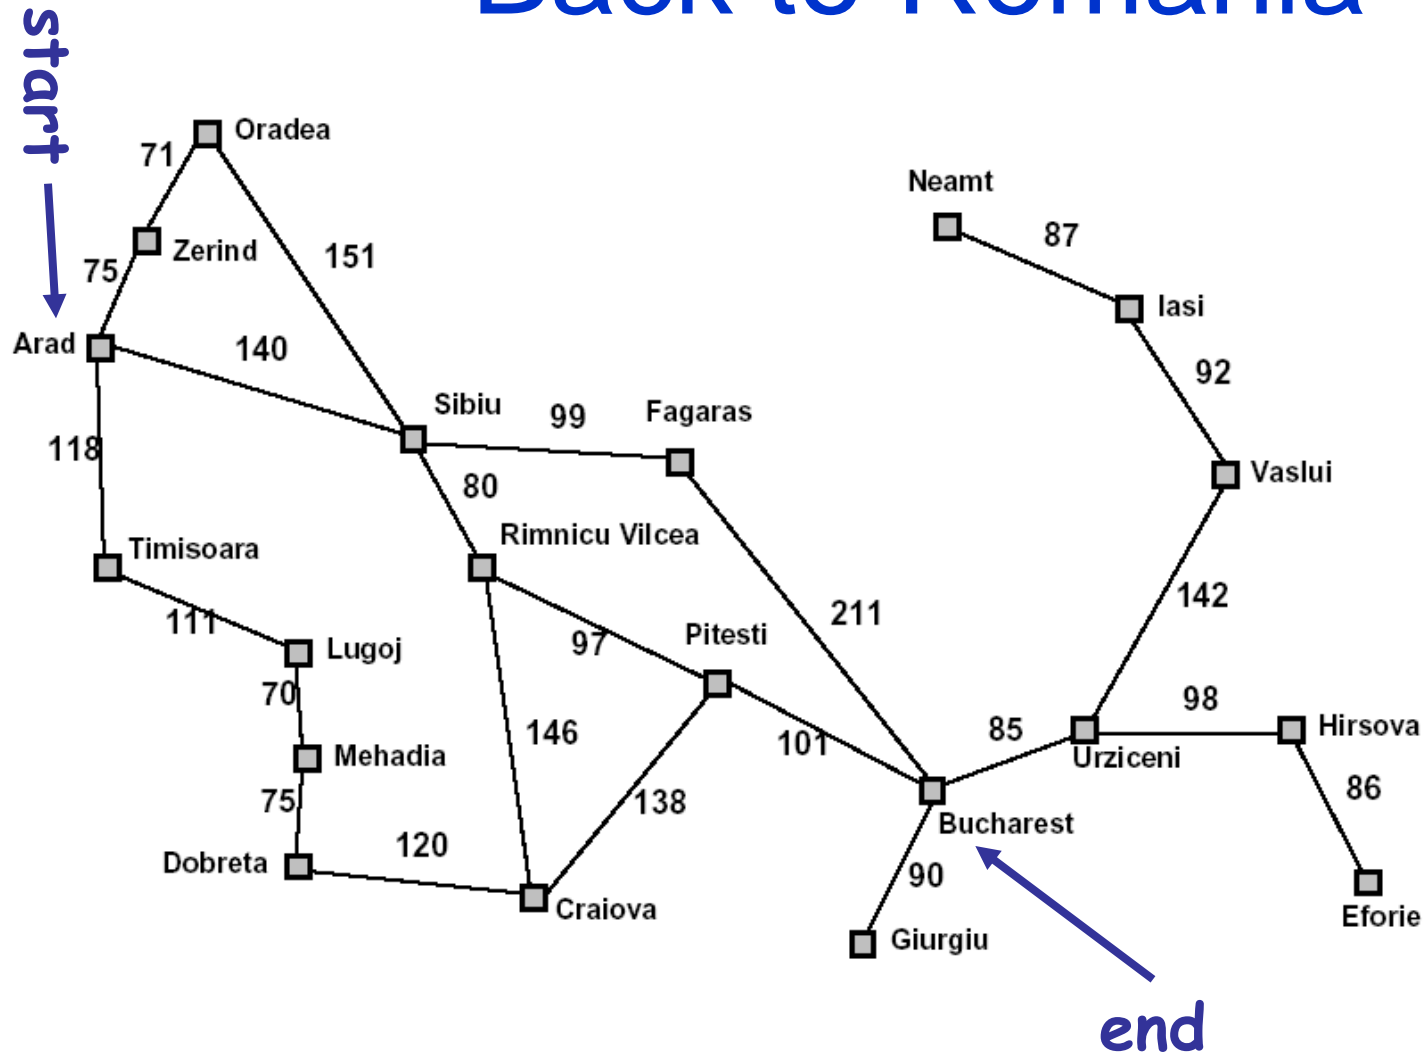 Back to Romania
start
Oradea
71
Neamt
87
Zerind
151
75
Iasi
Arad
140
92
Sibiu
99
Fagaras
118
Vaslui
80
Rimnicu Vilcea
Timisoara
142
111
211
97
Pitesti
Lugoj
70
98
146
101
85
Hirsova
Mehadia
Urziceni
75
138
86
Bucharest
120
Dobreta
90
Craiova
Eforie
Giurgiu
end